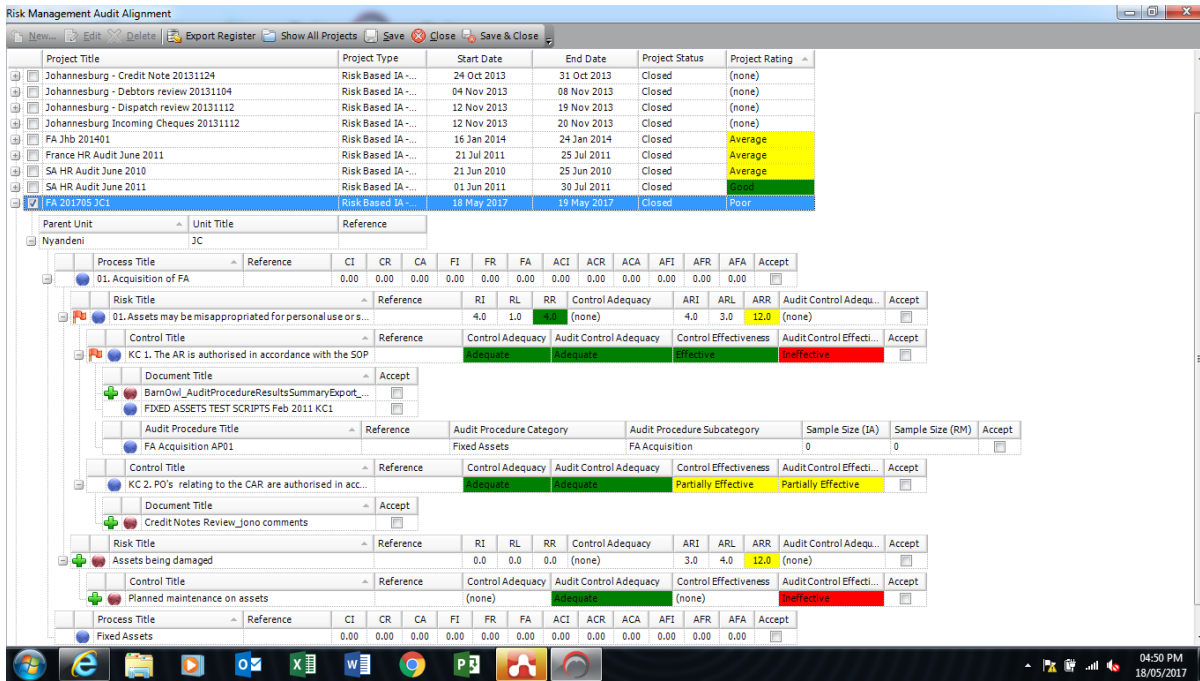 Risk Management Audit Alignment
New... Edit Delete Export Register Show All Projects Save Close Save & Close
Project Title Project Type Start Date End Date Project Status Project Rating
Johannesburg - Credit Note 20131124 Risk Based IA -... 24 Oct 2013 31 Oct 2013 Closed (none)
Johannesburg - Debtors review 20131104 Risk Based IA -... 04 Nov 2013 08 Nov 2013 Closed (none)
Johannesburg - Dispatch review 20131112 Risk Based IA -... 12 Nov 2013 19 Nov 2013 Closed (none)
Johannesburg Incoming Cheques 20131112 Risk Based IA -... 12 Nov 2013 20 Nov 2013 Closed (none)
FA Jhb 201401 Risk Based IA -... 16 Jan 2014 24 Jan 2014 Closed Average
France HR Audit June 2011 Risk Based IA -... 21 Jul 2011 25 Jul 2011 Closed Average
SA HR Audit June 2010 Risk Based IA -... 21 Jun 2010 25 Jun 2010 Closed Average
SA HR Audit June 2011 Risk Based IA -... 01 Jun 2011 30 Jul 2011 Closed Good
FA 201705 JC1 Risk Based IA -... 18 May 2017 19 May 2017 Closed Poor
Parent Unit Unit Title Reference
Nyandeni JC
Process Title Reference CI CR CA FI FR FA ACI ACR ACA AFI AFR AFA Accept
01. Acquisition of FA 0.00 0.00 0.00 0.00 0.00 0.00 0.00 0.00 0.00 0.00 0.00 0.00
Risk Title Reference RI RL RR Control Adequacy ARI ARL ARR Audit Control Adequ... Accept
01. Assets may be misappropriated for personal use or s... 4.0 1.0 4.0 (none) 4.0 3.0 12.0 (none)
Control Title Reference Control Adequacy Audit Control Adequacy Control Effectiveness Audit Control Effecti... Accept
KC 1. The AR is authorised in accordance with the SOP Adequate Adequate Effective Ineffective
Document Title Accept
BarnOwl_AuditProcedureResultsSummaryExport_...
FIXED ASSETS TEST SCRIPTS Feb 2011 KC1
Audit Procedure Title Reference Audit Procedure Category Audit Procedure Subcategory Sample Size (IA) Sample Size (RM) Accept
FA Acquisition AP01 Fixed Assets FA Acquisition 0 0
Control Title Reference Control Adequacy Audit Control Adequacy Control Effectiveness Audit Control Effecti... Accept
KC 2. PO's relating to the CAR are authorised in acc... Adequate Adequate Partially Effective Partially Effective
Document Title Accept
Credit Notes Review_jono comments
Risk Title Reference RI RL RR Control Adequacy ARI ARL ARR Audit Control Adequ... Accept
Assets being damaged 0.0 0.0 0.0 (none) 3.0 4.0 12.0 (none)
Control Title Reference Control Adequacy Audit Control Adequacy Control Effectiveness Audit Control Effecti... Accept
Planned maintenance on assets (none) Adequate (none) Ineffective
Process Title Reference CI CR CA FI FR FA ACI ACR ACA AFI AFR AFA Accept
Fixed Assets 0.00 0.00 0.00 0.00 0.00 0.00 0.00 0.00 0.00 0.00 0.00 0.00
04:50 PM
18/05/2017